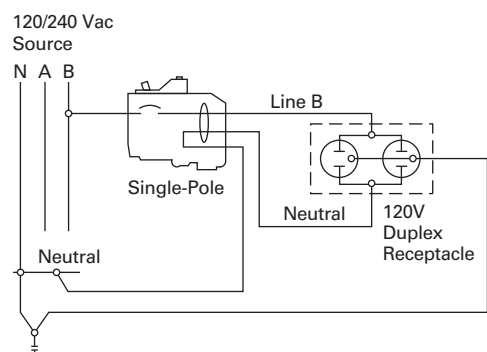 120/240 Vac
Source
N A B
Line B
Single-Pole
Neutral
120V
Duplex
Receptacle
Neutral